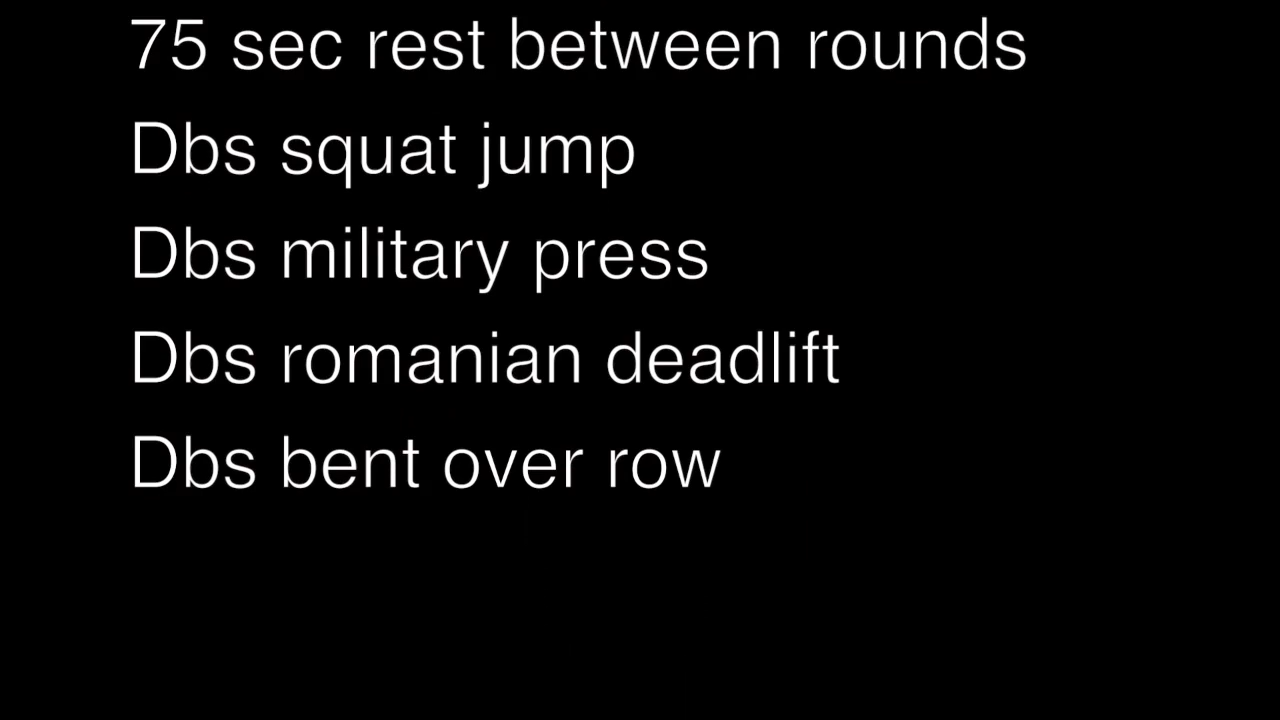 75 sec rest between rounds
Dbs squat jump
Dbs military press
Dbs romanian deadlift
Dbs bent over row